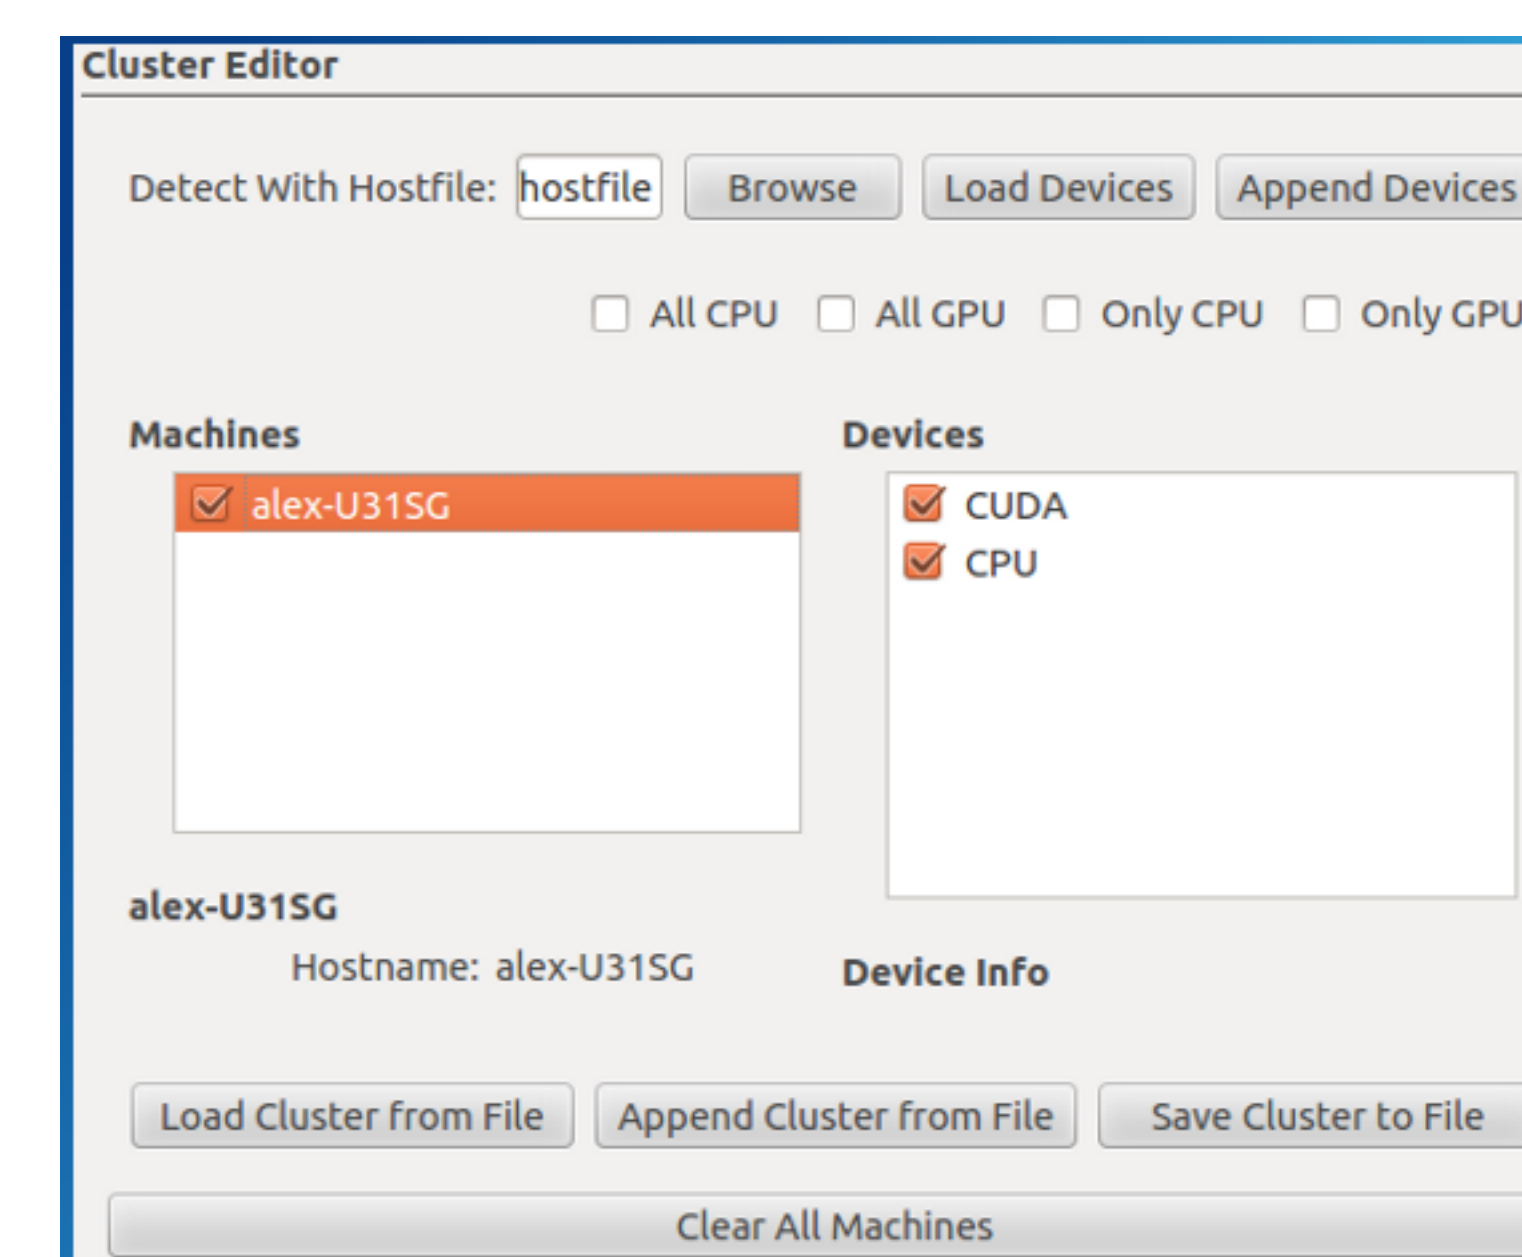 Cluster Editor
Detect With Hostfile: hostfile Browse Load Devices Append Devices
All CPU All GPU Only CPU Only GPU
Machines Devices
alex-U31SG CUDA
CPU
alex-U31SG
Hostname: alex-U31SG Device Info
Load Cluster from File Append Cluster from File Save Cluster to File
Clear All Machines